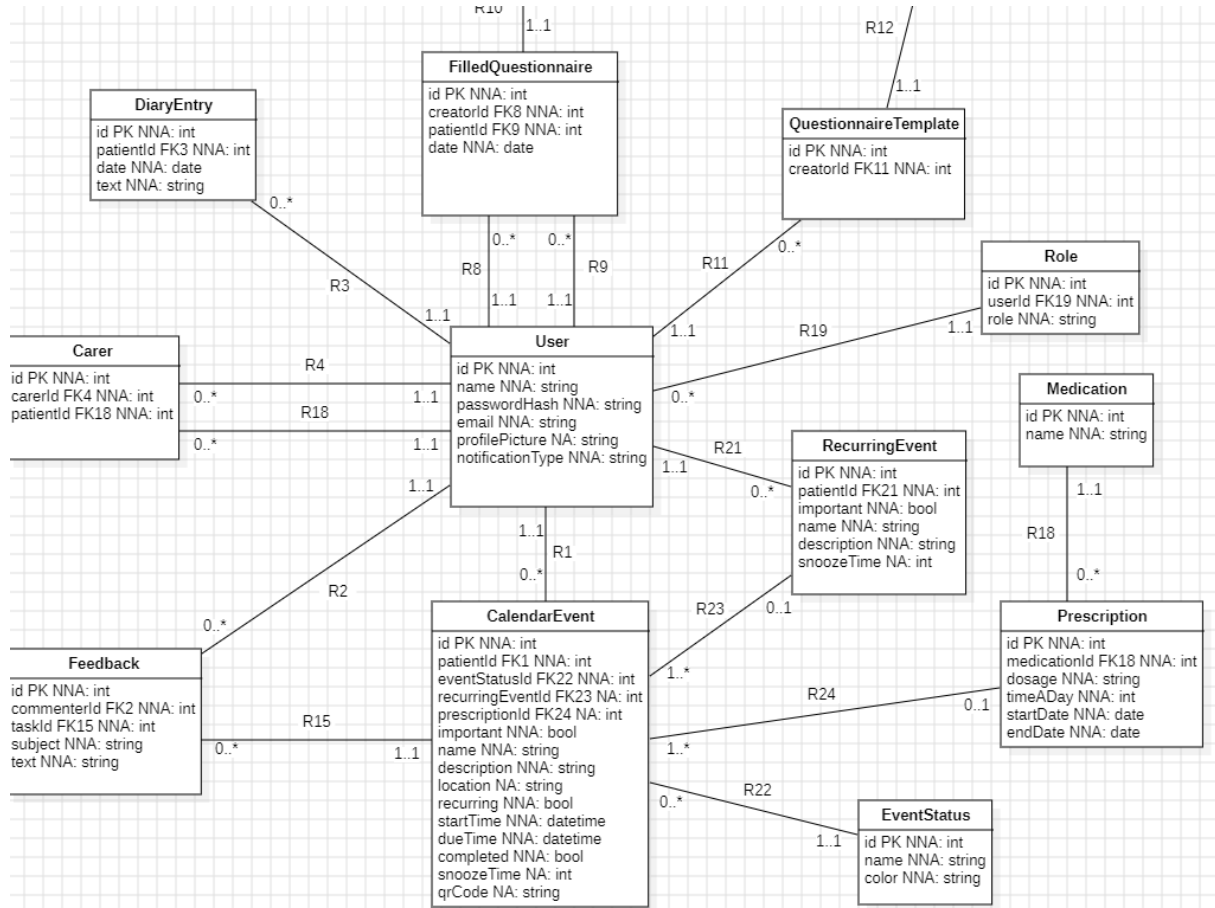 R10
1..1
R12
1..1
FilledQuestionnaire
id PK NNA: int
creatorId FK8 NNA: int
patientId FK9 NNA: int
date NNA: date
DiaryEntry
id PK NNA: int
patientId FK3 NNA: int
date NNA: date
text NNA: string
QuestionnaireTemplate
id PK NNA: int
creatorId FK11 NNA: int
0..*
0..*
0..*
0..*
R8
R9
R11
R3
1..1
1..1
1..1
1..1
Role
id PK NNA: int
userId FK19 NNA: int
role NNA: string
R19
1..1
0..*
Carer
id PK NNA: int
carerId FK4 NNA: int
patientId FK18 NNA: int
R4
0..*
1..1
R18
0..*
1..1
User
id PK NNA: int
name NNA: string
passwordHash NNA: string
email NNA: string
profilePicture NA: string
notificationType NNA: string
Medication
id PK NNA: int
name NNA: string
R21
1..1
0..*
RecurringEvent
id PK NNA: int
patientId FK21 NNA: int
important NNA: bool
name NNA: string
description NNA: string
snoozeTime NA: int
1..1
R18
0..*
1..1
R2
0..*
1..1
R1
0..*
R23
0..1
1..*
Feedback
id PK NNA: int
commenterId FK2 NNA: int
taskId FK15 NNA: int
subject NNA: string
text NNA: string
R15
0..*
1..1
CalendarEvent
id PK NNA: int
patientId FK1 NNA: int
eventStatusId FK22 NNA: int
recurringEventId FK23 NA: int
prescriptionId FK24 NA: int
important NNA: bool
name NNA: string
description NNA: string
location NA: string
recurring NNA: bool
startTime NNA: datetime
dueTime NNA: datetime
completed NNA: bool
snoozeTime NA: int
qrCode NA: string
Prescription
id PK NNA: int
medicationId FK18 NNA: int
dosage NNA: string
timeADay NNA: int
startDate NNA: date
endDate NNA: date
R24
0..1
1..*
R22
0..*
1..1
EventStatus
id PK NNA: int
name NNA: string
color NNA: string